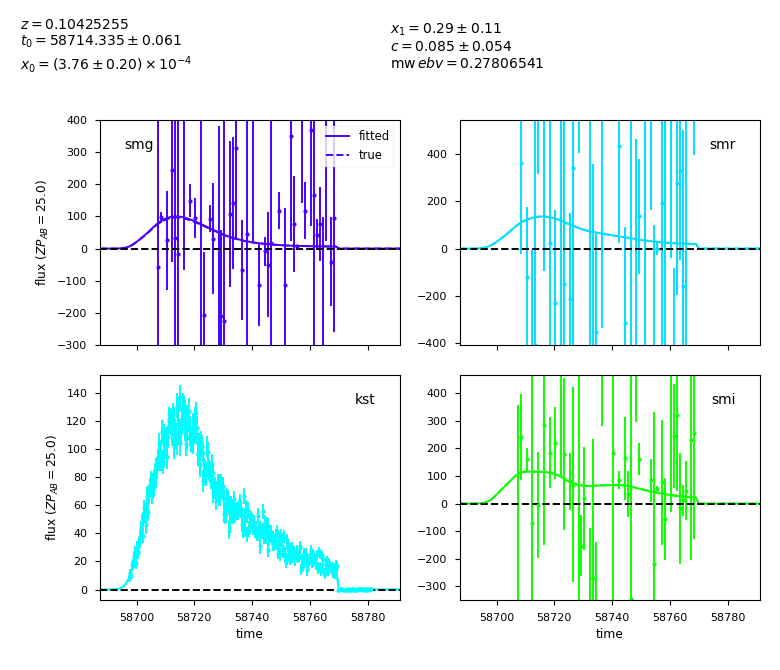 z = 0.10425255
t₀ = 58714.335 ± 0.061
x₀ = (3.76 ± 0.20) × 10⁻⁴
x₁ = 0.29 ± 0.11
c = 0.085 ± 0.054
mw ebv = 0.27806541
400
300
200
100
0
−100
−200
−300
flux (ZP_AB = 25.0)
smg
fitted
true
400
200
0
−200
−400
smr
140
120
100
80
60
40
20
0
flux (ZP_AB = 25.0)
kst
58700 58720 58740 58760 58780
time
400
300
200
100
0
−100
−200
−300
smi
58700 58720 58740 58760 58780
time